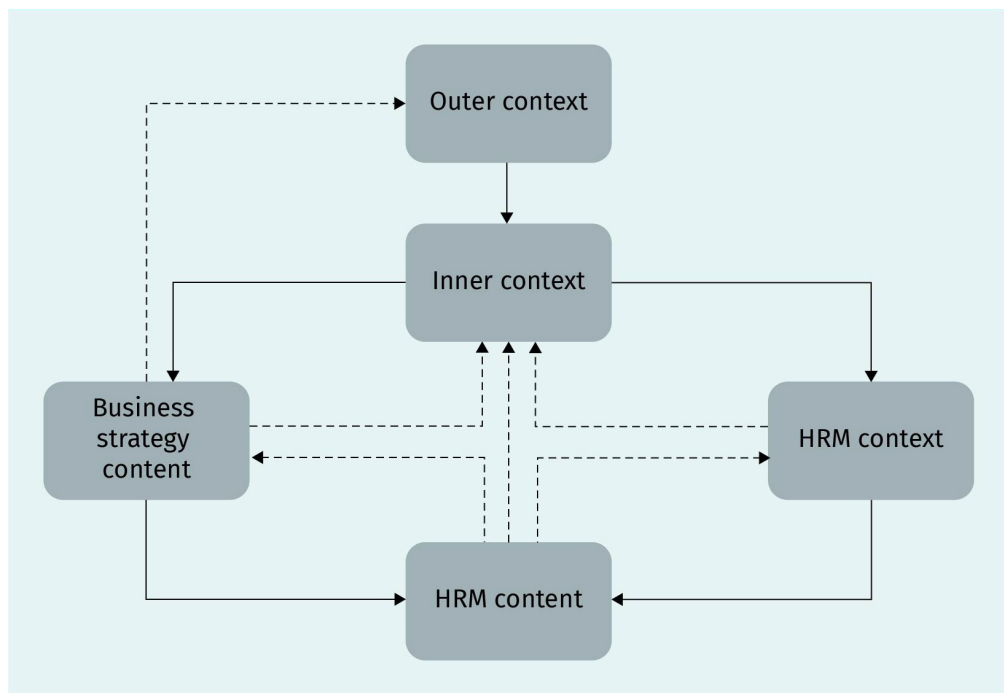 Outer context
Inner context
Business
strategy
content
HRM context
HRM content